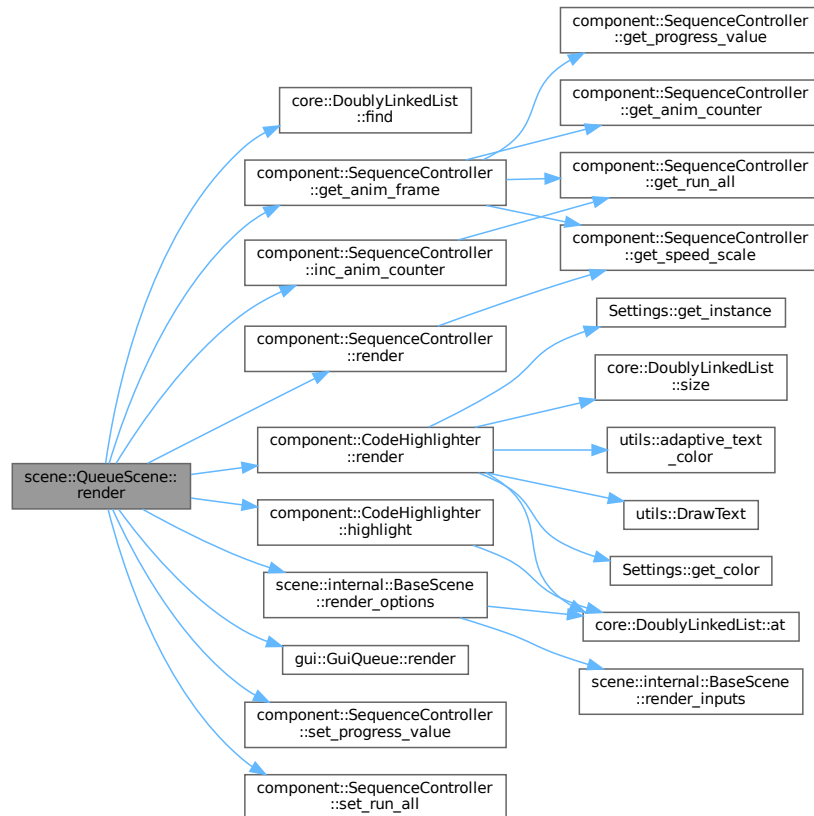 scene::QueueScene::
render
core::DoublyLinkedList
::find
component::SequenceController
::get_anim_frame
component::SequenceController
::inc_anim_counter
component::SequenceController
::render
component::CodeHighlighter
::render
component::CodeHighlighter
::highlight
scene::internal::BaseScene
::render_options
gui::GuiQueue::render
component::SequenceController
::set_progress_value
component::SequenceController
::set_run_all
component::SequenceController
::get_progress_value
component::SequenceController
::get_anim_counter
component::SequenceController
::get_run_all
component::SequenceController
::get_speed_scale
Settings::get_instance
core::DoublyLinkedList
::size
utils::adaptive_text
_color
utils::DrawText
Settings::get_color
core::DoublyLinkedList::at
scene::internal::BaseScene
::render_inputs